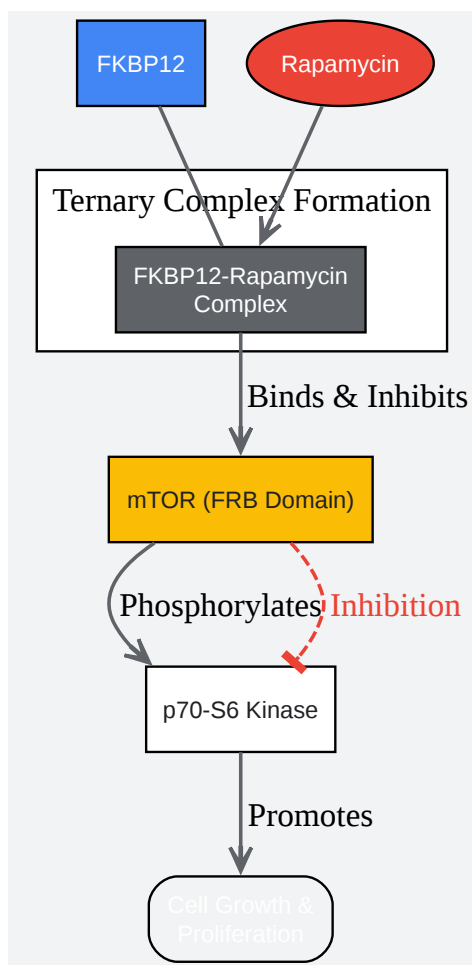 FKBP12
Rapamycin
Ternary Complex Formation
FKBP12-Rapamycin
Complex
Binds & Inhibits
mTOR (FRB Domain)
Phosphorylates
Inhibition
p70-S6 Kinase
Promotes
Cell Growth &
Proliferation